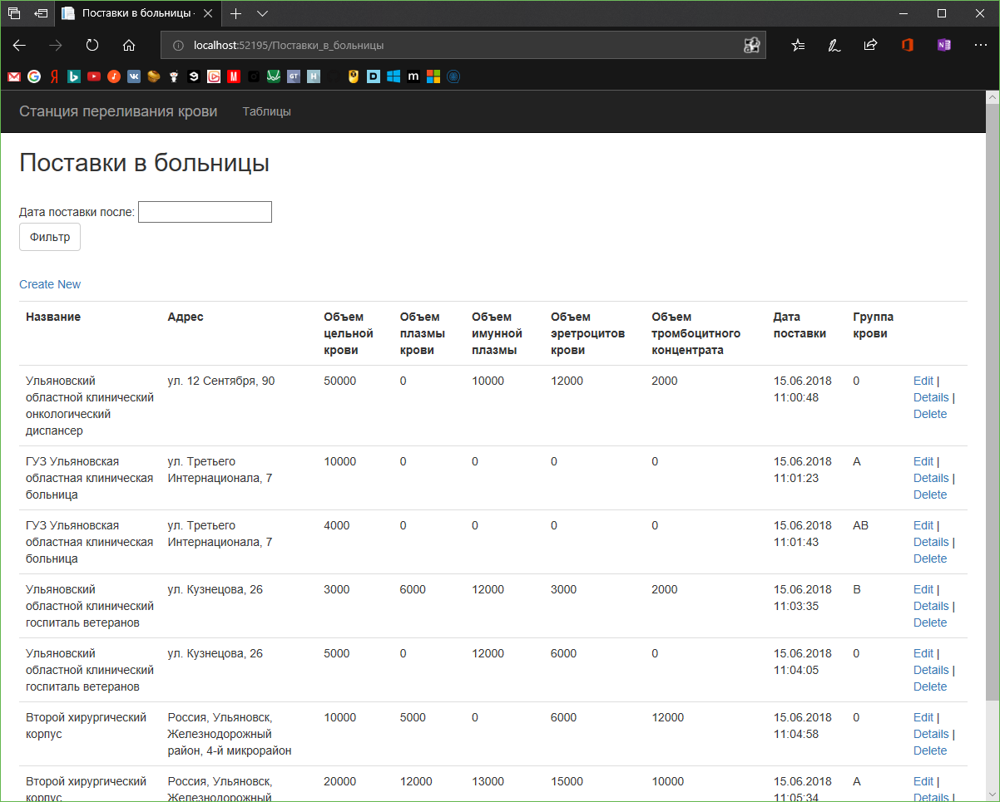 Поставки в больницы
localhost:52195/Поставки_в_больницы
Станция переливания крови Таблицы
Поставки в больницы
Дата поставки после:
Фильтр
Create New
Название Адрес Объем цельной крови Объем плазмы крови Объем имунной плазмы Объем эретроцитов крови Объем тромбоцитного концентрата Дата поставки Группа крови
Ульяновский областной клинический онкологический диспансер ул. 12 Сентября, 90 50000 0 10000 12000 2000 15.06.2018 11:00:48 0 Edit | Details | Delete
ГУЗ Ульяновская областная клиническая больница ул. Третьего Интернационала, 7 10000 0 0 0 0 15.06.2018 11:01:23 A Edit | Details | Delete
ГУЗ Ульяновская областная клиническая больница ул. Третьего Интернационала, 7 4000 0 0 0 0 15.06.2018 11:01:43 AB Edit | Details | Delete
Ульяновский областной клинический госпиталь ветеранов ул. Кузнецова, 26 3000 6000 12000 3000 2000 15.06.2018 11:03:35 B Edit | Details | Delete
Ульяновский областной клинический госпиталь ветеранов ул. Кузнецова, 26 5000 0 12000 6000 0 15.06.2018 11:04:05 0 Edit | Details | Delete
Второй хирургический корпус Россия, Ульяновск, Железнодорожный район, 4-й микрорайон 10000 5000 0 6000 12000 15.06.2018 11:04:58 0 Edit | Details | Delete
Второй хирургический корпус Россия, Ульяновск, Железнодорожный 20000 12000 13000 15000 10000 15.06.2018 11:05:34 A Edit | Details |